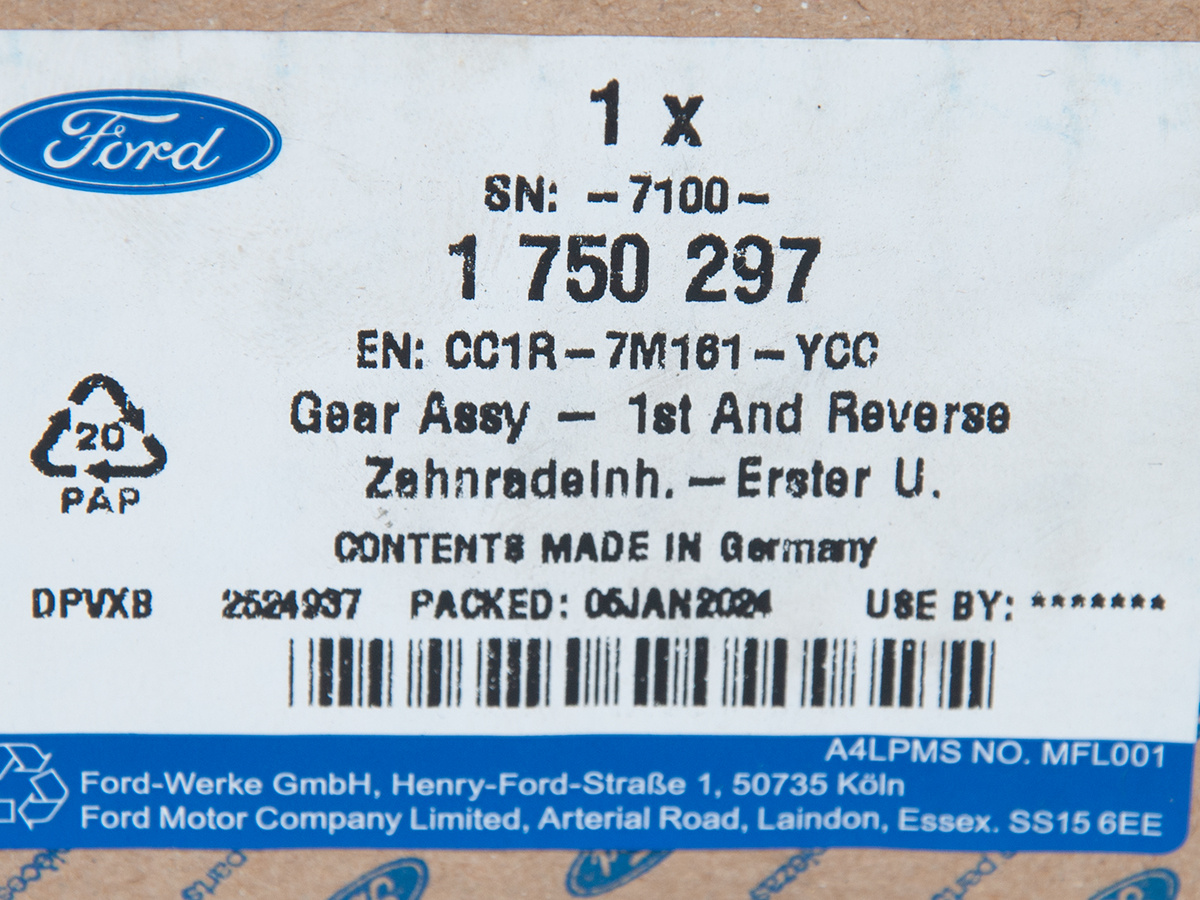 Ford
1 x
SN: -7100-
1 750 297
EN: CC1R-7M161-YCC
Gear Assy - 1st And Reverse
Zahnradeinh. - Erster U.
20
PAP
CONTENTS MADE IN Germany
DPVXB 2524937 PACKED: 05JAN2024 USE BY: *******
A4LPMS NO. MFL001
Ford-Werke GmbH, Henry-Ford-Straße 1, 50735 Köln
Ford Motor Company Limited, Arterial Road, Laindon, Essex. SS15 6EE
parts